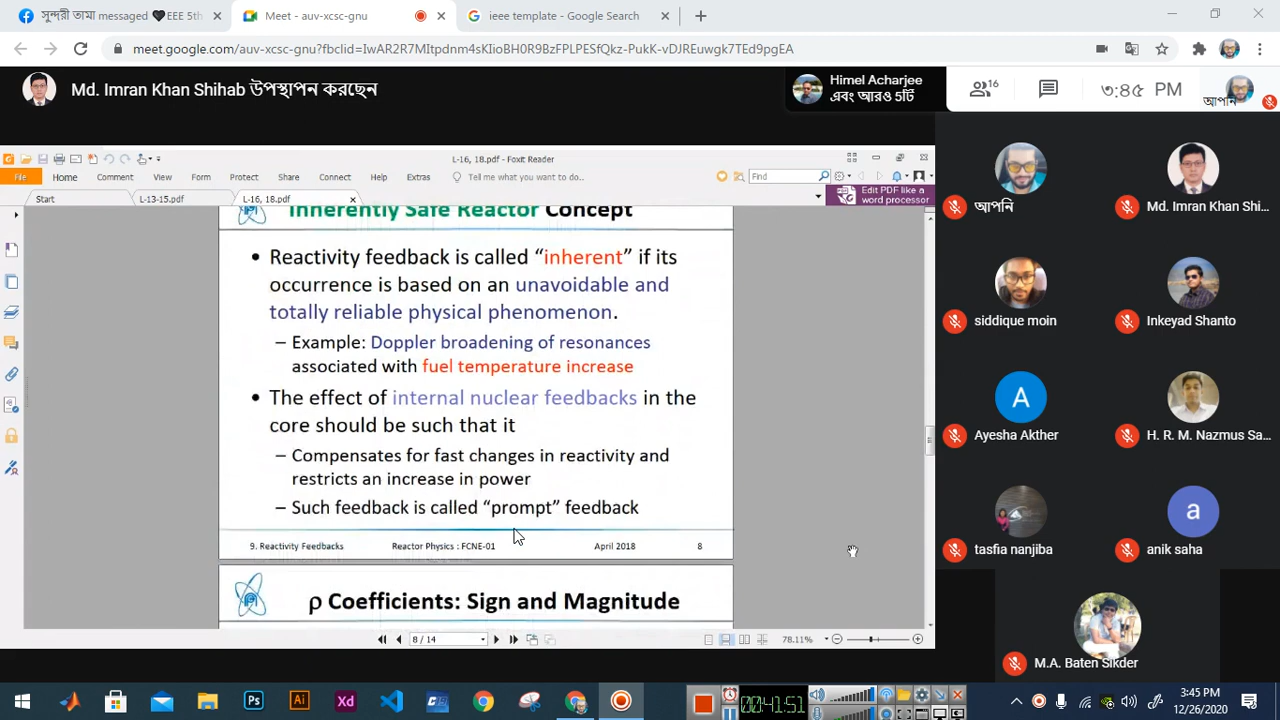 সুন্দরী তামা messaged 🖤EEE 5th
Meet - auv-xcsc-gnu
ieee template - Google Search
meet.google.com/auv-xcsc-gnu?fbclid=IwAR2R7MItpdnm4sKIioBH0R9BzFPLPESfQkz-PukK-vDJREuwgk7TEd9pgEA
Md. Imran Khan Shihab উপস্থাপন করছেন
Himel Acharjee
এবং আরও 5টি
16
৩:৪৫ PM
আপনি
L-16, 18.pdf - Foxit Reader
File
Home
Comment
View
Form
Protect
Share
Connect
Help
Extras
Tell me what you want to do...
Find
Start
L-13-15.pdf
L-16, 18.pdf
Edit PDF like a
word processor
Inherently Safe Reactor Concept
• Reactivity feedback is called “inherent” if its
occurrence is based on an unavoidable and
totally reliable physical phenomenon.
– Example: Doppler broadening of resonances
associated with fuel temperature increase
• The effect of internal nuclear feedbacks in the
core should be such that it
– Compensates for fast changes in reactivity and
restricts an increase in power
– Such feedback is called “prompt” feedback
9. Reactivity Feedbacks
Reactor Physics : FCNE-01
April 2018
8
ρ Coefficients: Sign and Magnitude
8 / 14
78.11%
আপনি
Md. Imran Khan Shi...
siddique moin
Inkeyad Shanto
A
Ayesha Akther
H. R. M. Nazmus Sa...
tasfia nanjiba
a
anik saha
M.A. Baten Sikder
Ps
Ai
Xd
00:41:51
3:45 PM
12/26/2020